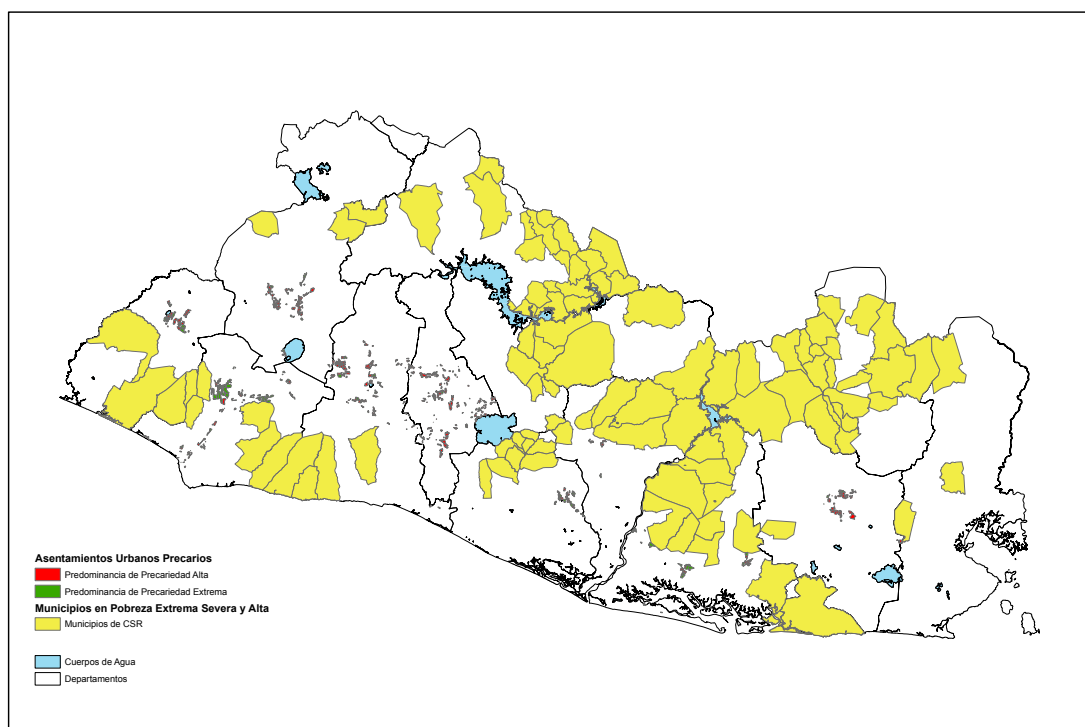 Asentamientos Urbanos Precarios
Predominancia de Precariedad Alta
Predominancia de Precariedad Extrema
Municipios en Pobreza Extrema Severa y Alta
Municipios de CSR
Cuerpos de Agua
Departamentos